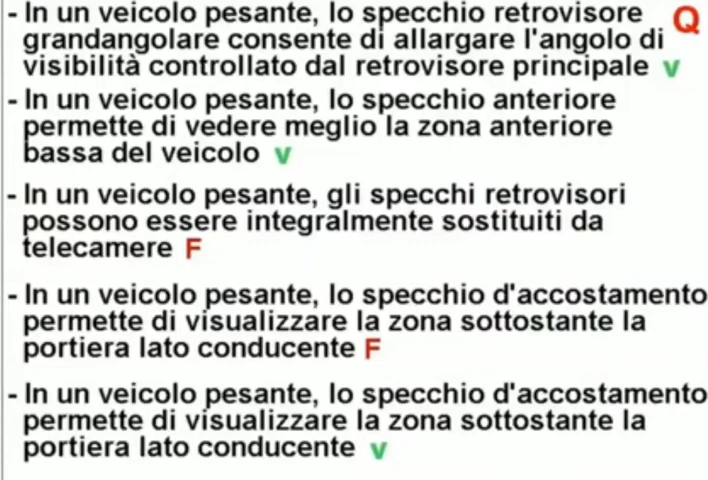 - In un veicolo pesante, lo specchio retrovisore Q
grandangolare consente di allargare l'angolo di
visibilità controllato dal retrovisore principale v
- In un veicolo pesante, lo specchio anteriore
permette di vedere meglio la zona anteriore
bassa del veicolo v
- In un veicolo pesante, gli specchi retrovisori
possono essere integralmente sostituiti da
telecamere F
- In un veicolo pesante, lo specchio d'accostamento
permette di visualizzare la zona sottostante la
portiera lato conducente F
- In un veicolo pesante, lo specchio d'accostamento
permette di visualizzare la zona sottostante la
portiera lato conducente v